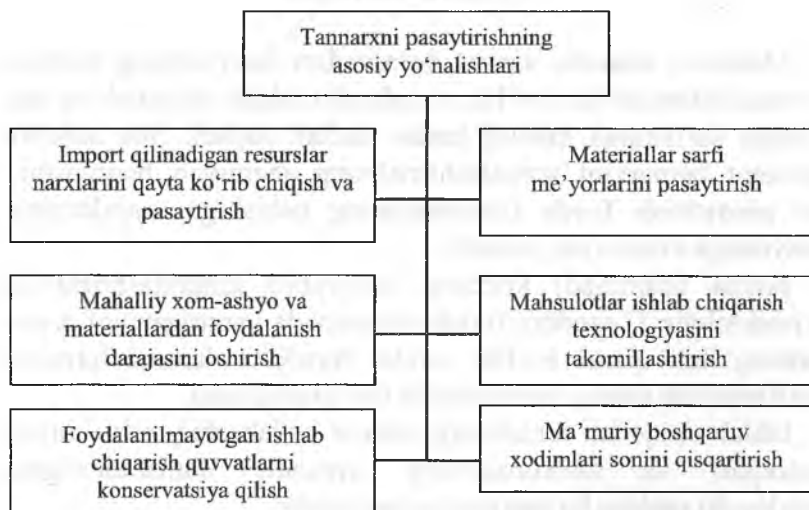 Tannarxni pasaytirishning
asosiy yo‘nalishlari
Import qilinadigan resurslar
narxlarini qayta ko‘rib chiqish va
pasaytirish
Materiallar sarfi
me’yorlarini pasaytirish
Mahalliy xom-ashyo va
materiallardan foydalanish
darajasini oshirish
Mahsulotlar ishlab chiqarish
texnologiyasini
takomillashtirish
Foydalanilmayotgan ishlab
chiqarish quvvatlarni
konservatsiya qilish
Ma’muriy boshqaruv
xodimlari sonini qisqartirish